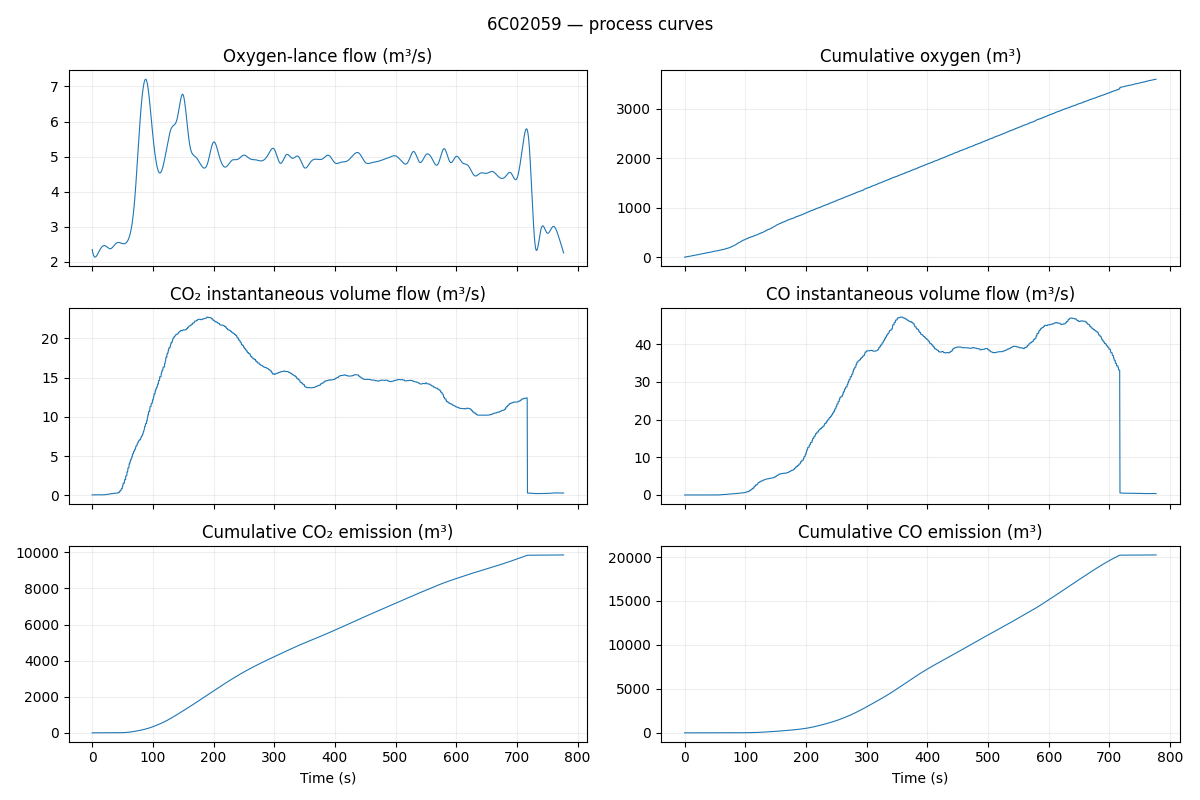 6C02059 — process curves
Oxygen-lance flow (m³/s)
7
6
5
4
3
2
Cumulative oxygen (m³)
3000
2000
1000
0
CO₂ instantaneous volume flow (m³/s)
20
15
10
5
0
CO instantaneous volume flow (m³/s)
40
30
20
10
0
Cumulative CO₂ emission (m³)
10000
8000
6000
4000
2000
0
0 100 200 300 400 500 600 700 800
Time (s)
Cumulative CO emission (m³)
20000
15000
10000
5000
0
0 100 200 300 400 500 600 700 800
Time (s)